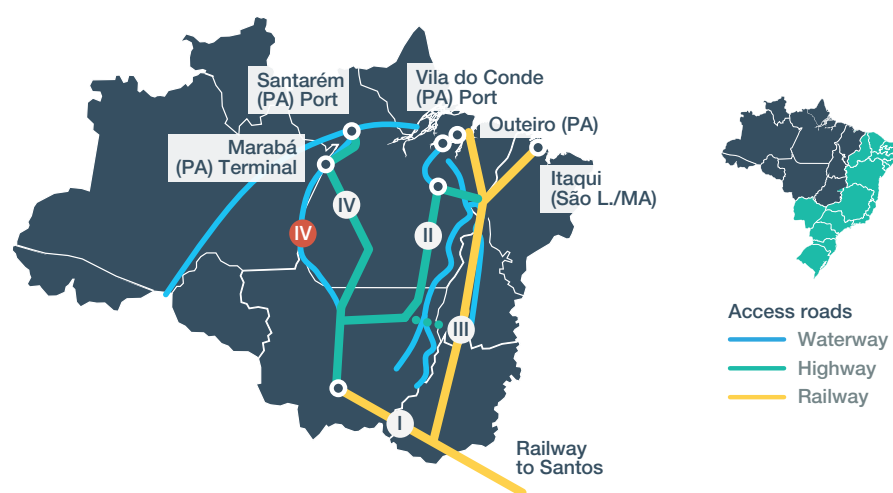 Santarém
(PA) Port
Vila do Conde
(PA) Port
Outeiro (PA)
Marabá
(PA) Terminal
Itaqui
(São L./MA)
IV
IV
II
III
I
Railway
to Santos
Access roads
Waterway
Highway
Railway